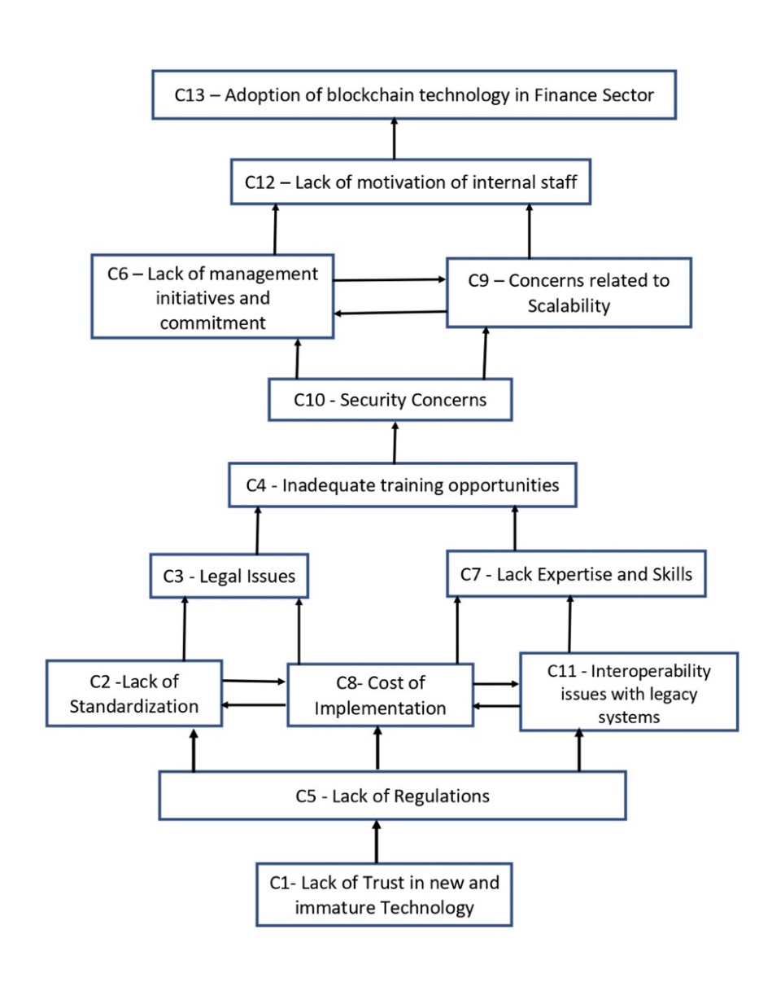 C13 – Adoption of blockchain technology in Finance Sector
C12 – Lack of motivation of internal staff
C6 – Lack of management
initiatives and
commitment
C9 – Concerns related to
Scalability
C10 - Security Concerns
C4 - Inadequate training opportunities
C3 - Legal Issues
C7 - Lack Expertise and Skills
C2 -Lack of
Standardization
C8- Cost of
Implementation
C11 - Interoperability
issues with legacy
systems
C5 - Lack of Regulations
C1- Lack of Trust in new and
immature Technology